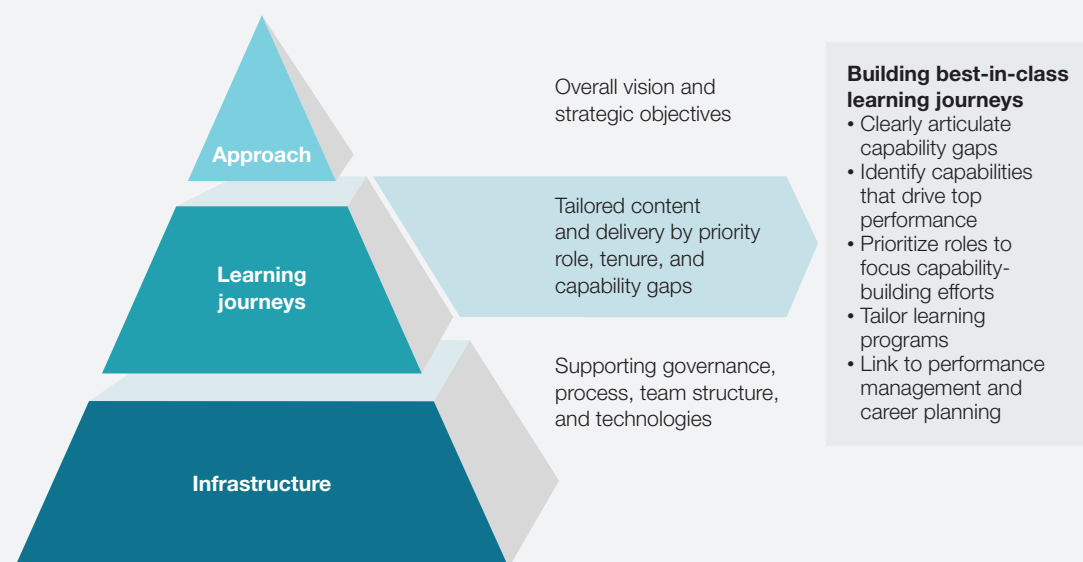 Approach
Overall vision and
strategic objectives
Learning
journeys
Tailored content
and delivery by priority
role, tenure, and
capability gaps
Infrastructure
Supporting governance,
process, team structure,
and technologies
Building best-in-class
learning journeys
• Clearly articulate
capability gaps
• Identify capabilities
that drive top
performance
• Prioritize roles to
focus capability-
building efforts
• Tailor learning
programs
• Link to performance
management and
career planning